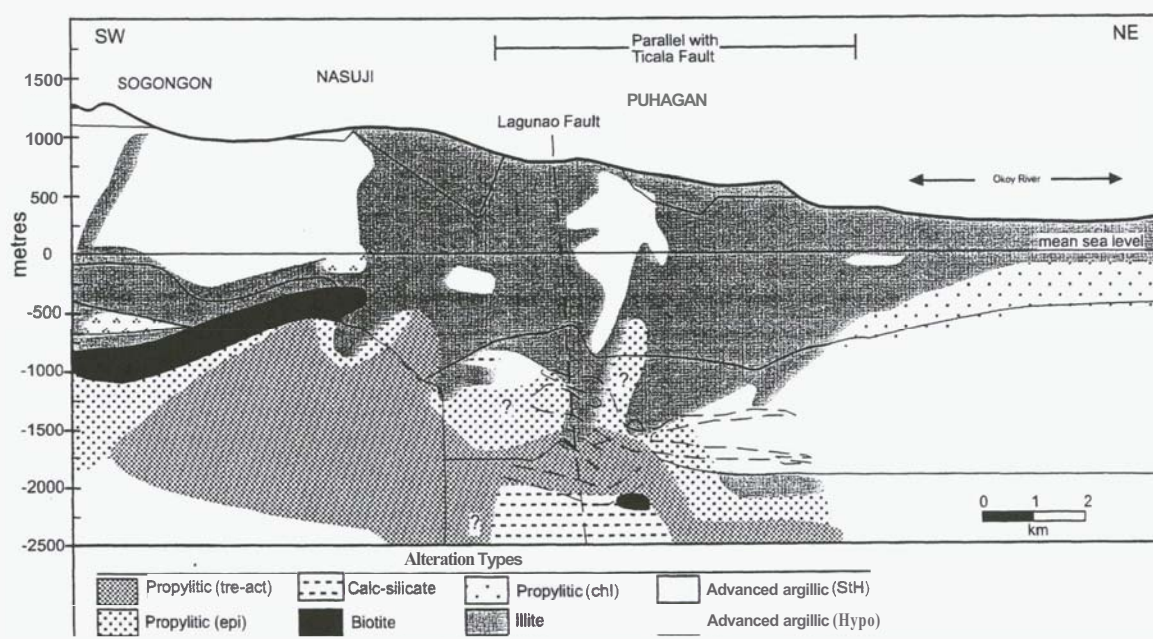 SW
NE
Parallel with
Ticala Fault
SOGONGON
NASUJI
PUHAGAN
Lagunao Fault
Okoy River
mean sea level
metres
1500
1000
500
0
-500
-1000
-1500
-2000
-2500
?
?
?
?
0 1 2
km
Alteration Types
Propylitic (tre-act)
Calc-silicate
Propylitic (chl)
Advanced argillic (StH)
Propylitic (epi)
Biotite
Illite
Advanced argillic (Hypo)